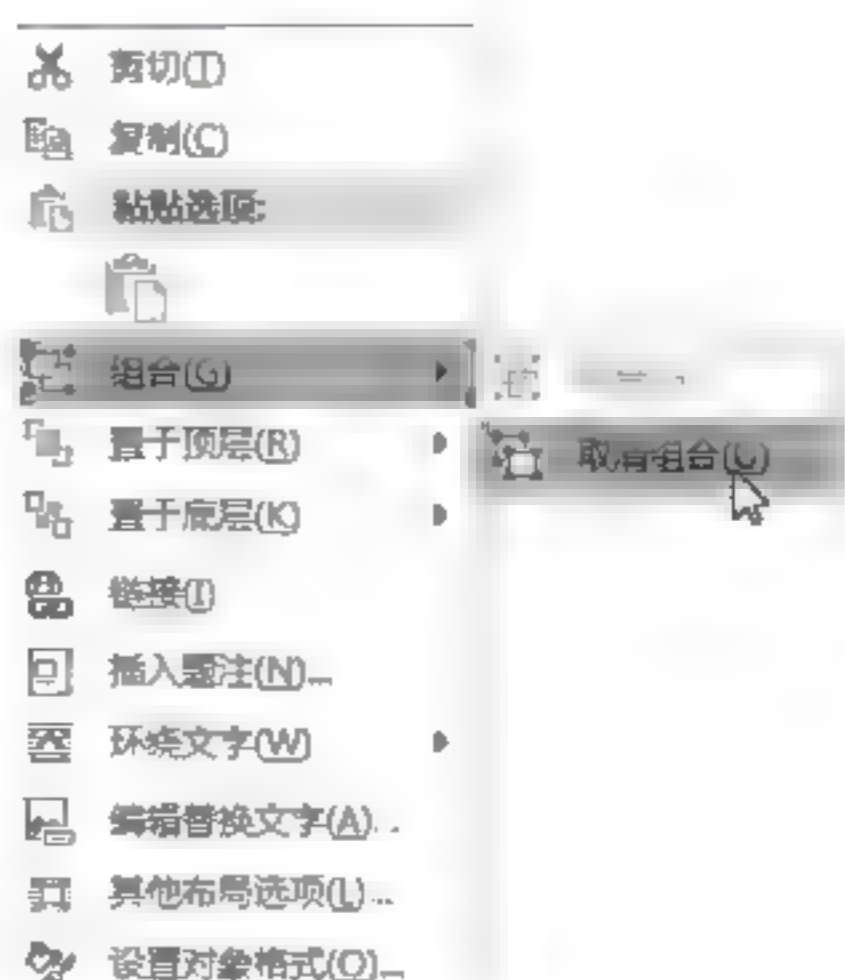 剪切(T)
复制(C)
粘贴选项:
组合(G)
取消组合(U)
置于顶层(R)
置于底层(K)
链接(I)
插入题注(N)...
环绕文字(W)
编辑替换文字(A)...
其他布局选项(L)...
设置对象格式(O)...